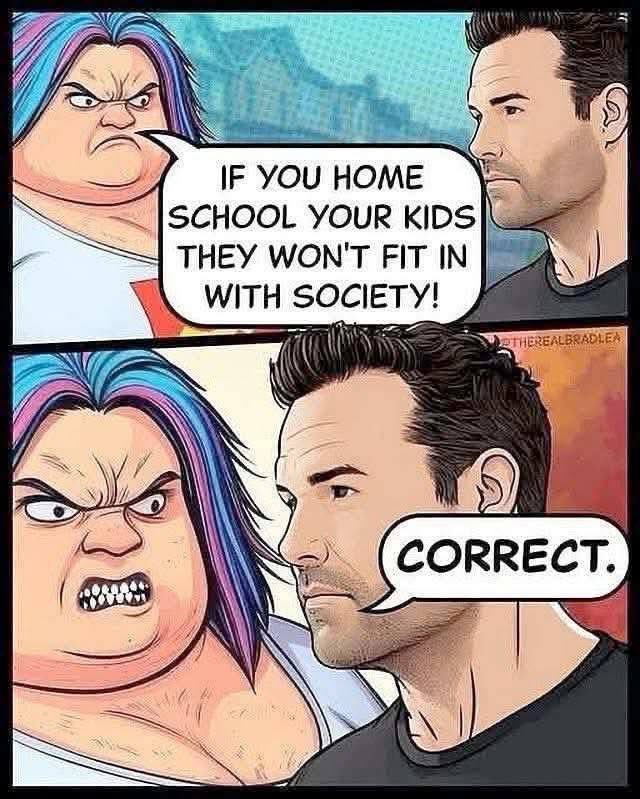 IF YOU HOME
SCHOOL YOUR KIDS
THEY WON'T FIT IN
WITH SOCIETY!
@THEREALBRADLEA
CORRECT.